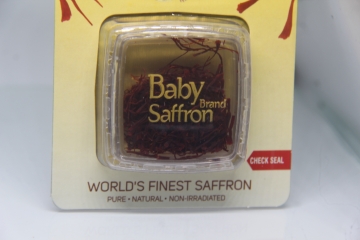 Baby
Brand
Saffron
CHECK SEAL
WORLD'S FINEST SAFFRON
PURE • NATURAL • NON-IRRADIATED